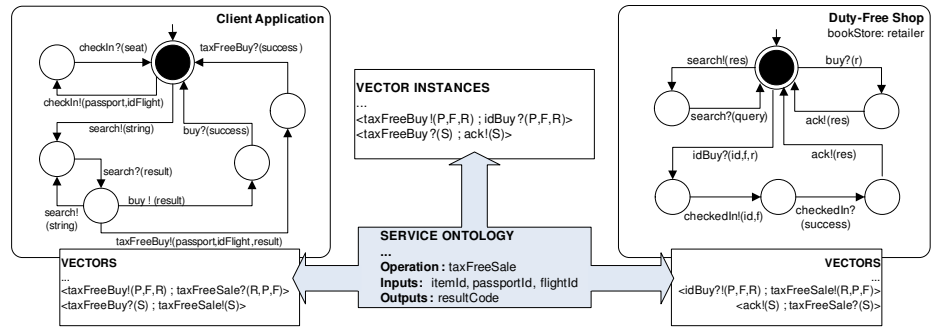 Client Application
checkIn?(seat)
taxFreeBuy?(success )
checkIn!(passport,idFlight)
search!(string)
buy?(success)
search?(result)
search!
(string)
buy ! (result)
taxFreeBuy!(passport,idFlight,result)
VECTORS
...
<taxFreeBuy!(P,F,R) ; taxFreeSale?(R,P,F)>
<taxFreeBuy?(S) ; taxFreeSale!(S)>
VECTOR INSTANCES
...
<taxFreeBuy!(P,F,R) ; idBuy?(P,F,R)>
<taxFreeBuy?(S) ; ack!(S)>
SERVICE ONTOLOGY
...
Operation : taxFreeSale
Inputs: itemId, passportId, flightId
Outputs: resultCode
Duty-Free Shop
bookStore: retailer
search!(res)
buy?(r)
search?(query)
ack!(res)
idBuy?(id,f,r)
ack!(res)
checkedIn!(id,f)
checkedIn?
(success)
VECTORS
...
<idBuy?!(P,F,R) ; taxFreeSale!(R,P,F)>
<ack!(S) ; taxFreeSale?(S)>